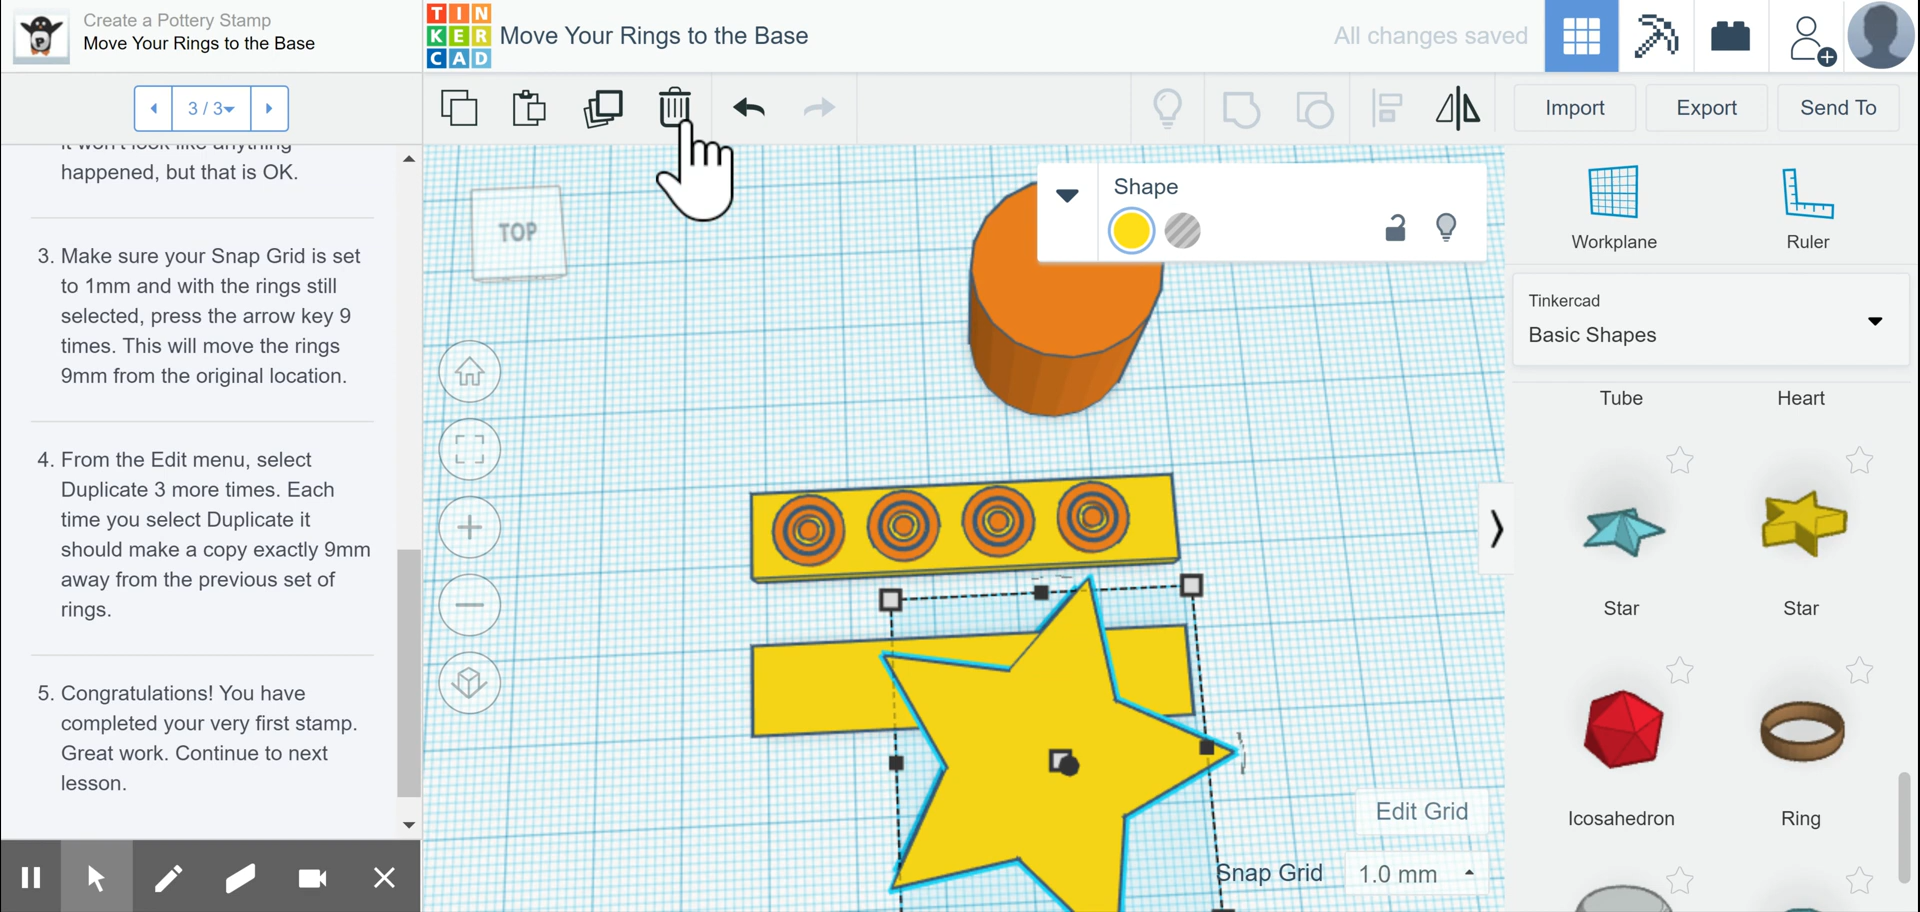 Create a Pottery Stamp
Move Your Rings to the Base
TIN
KER
CAD
Move Your Rings to the Base
All changes saved
3 / 3
Import
Export
Send To
it won't look like anything
happened, but that is OK.
3. Make sure your Snap Grid is set
to 1mm and with the rings still
selected, press the arrow key 9
times. This will move the rings
9mm from the original location.
4. From the Edit menu, select
Duplicate 3 more times. Each
time you select Duplicate it
should make a copy exactly 9mm
away from the previous set of
rings.
5. Congratulations! You have
completed your very first stamp.
Great work. Continue to next
lesson.
TOP
Shape
Edit Grid
Snap Grid
1.0 mm
Workplane
Ruler
Tinkercad
Basic Shapes
Tube
Heart
Star
Star
Icosahedron
Ring